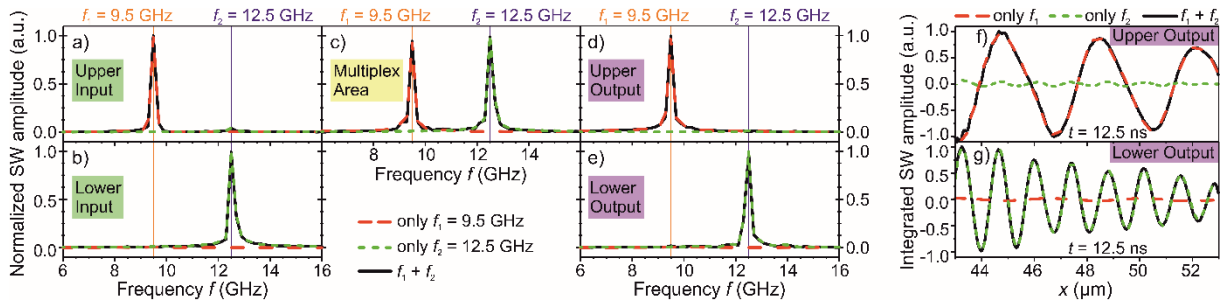 f₁ = 9.5 GHz
f₂ = 12.5 GHz
f₁ = 9.5 GHz
f₂ = 12.5 GHz
f₁ = 9.5 GHz
f₂ = 12.5 GHz
only f₁
only f₂
f₁ + f₂
Normalized SW amplitude (a.u.)
1.0
0.5
0.0
a)
Upper
Input
c)
Multiplex
Area
8 10 12 14
Frequency f (GHz)
d)
Upper
Output
1.0
0.5
0.0
1.0
0.5
0.0
b)
Lower
Input
6 8 10 12 14 16
Frequency f (GHz)
only f₁ = 9.5 GHz
only f₂ = 12.5 GHz
f₁ + f₂
e)
Lower
Output
1.0
0.5
0.0
6 8 10 12 14 16
Frequency f (GHz)
Integrated SW amplitude (a.u.)
1.0
0.5
0.0
-0.5
-1.0
f)
Upper Output
t = 12.5 ns
1.0
0.5
0.0
-0.5
-1.0
g)
Lower Output
t = 12.5 ns
44 46 48 50 52
x (μm)